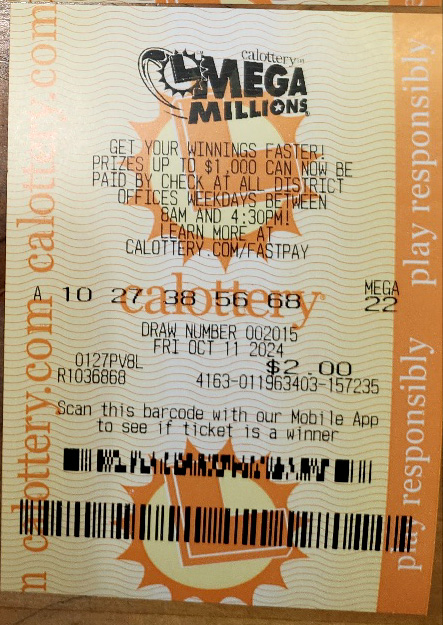 calottery™
MEGA
MILLIONS
GET YOUR WINNINGS FASTER!
PRIZES UP TO $1,000 CAN NOW BE
PAID BY CHECK AT ALL DISTRICT
OFFICES WEEKDAYS BETWEEN
8AM AND 4:30PM!
LEARN MORE AT
CALOTTERY.COM/FASTPAY
MEGA
A 10 27 38 56 68 22
calottery
DRAW NUMBER 002015
FRI OCT 11 2024
0127PV8L $2.00
R1036868 4163-011963403-157235
Scan this barcode with our Mobile App
to see if ticket is a winner
n calottery.com calottery.com
play responsibly play responsibly